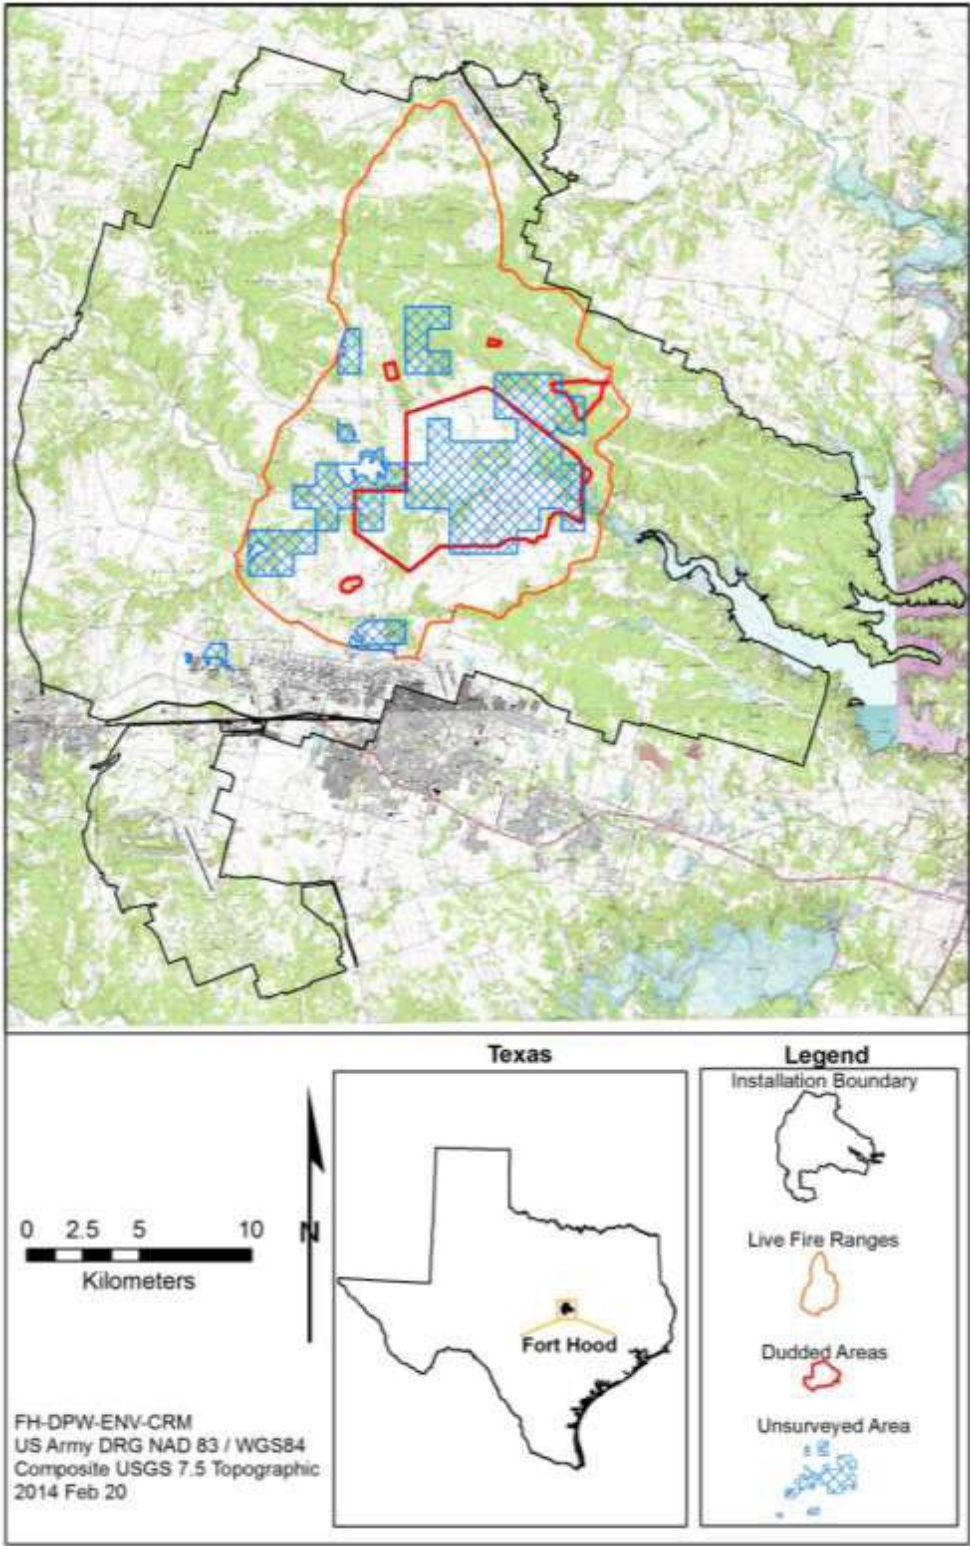 Texas
Legend
Installation Boundary
Live Fire Ranges
Dudded Areas
Unsurveyed Area
Fort Hood
0 2.5 5 10
Kilometers
N
FH-DPW-ENV-CRM
US Army DRG NAD 83 / WGS84
Composite USGS 7.5 Topographic
2014 Feb 20